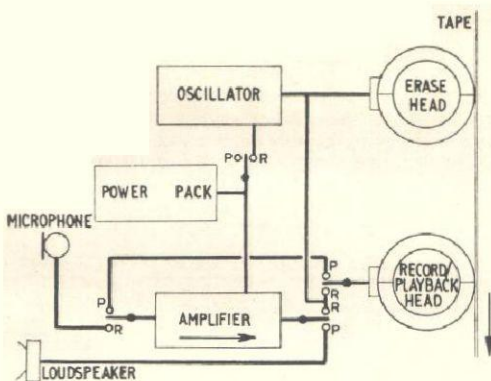 TAPE
OSCILLATOR
ERASE
HEAD
P R
POWER PACK
MICROPHONE
P
P
R
R
R
P
AMPLIFIER
RECORD/
PLAYBACK
HEAD
LOUDSPEAKER